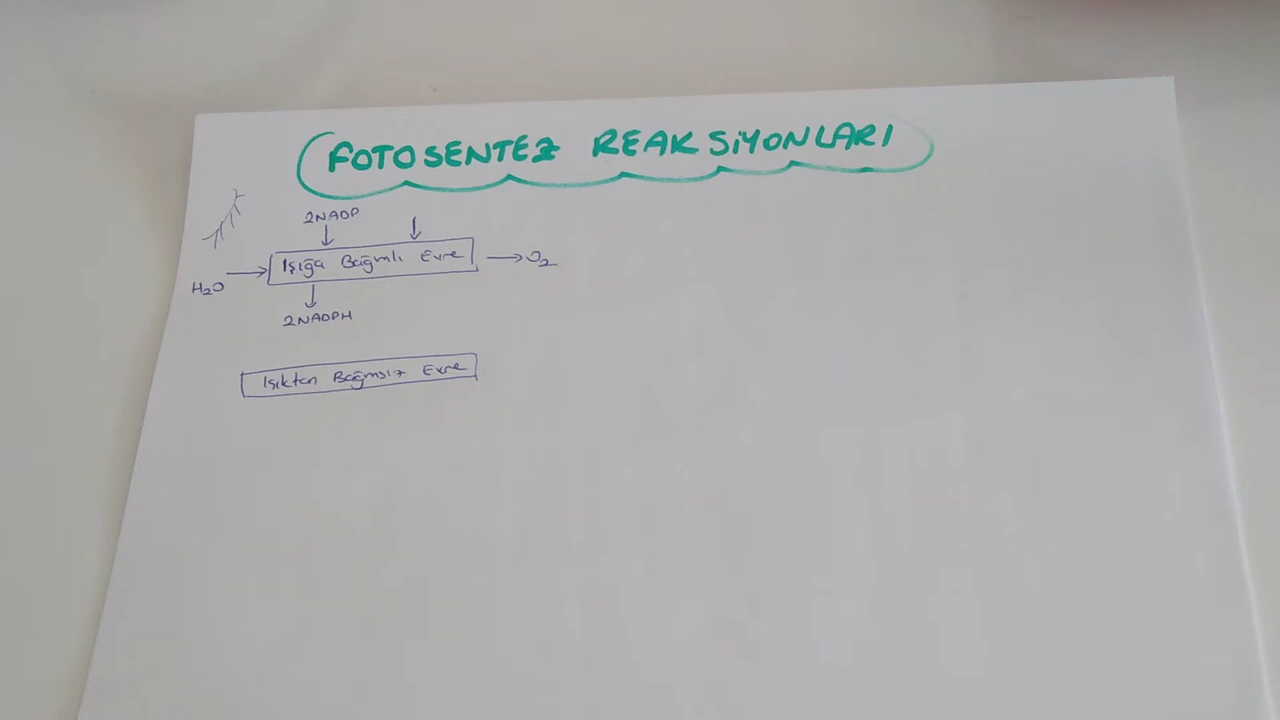 FOTOSENTEZ REAKSİYONLARI
2NADP
Işığa Bağımlı Evre
O2
H2O
2NADPH
Işıktan Bağımsız Evre